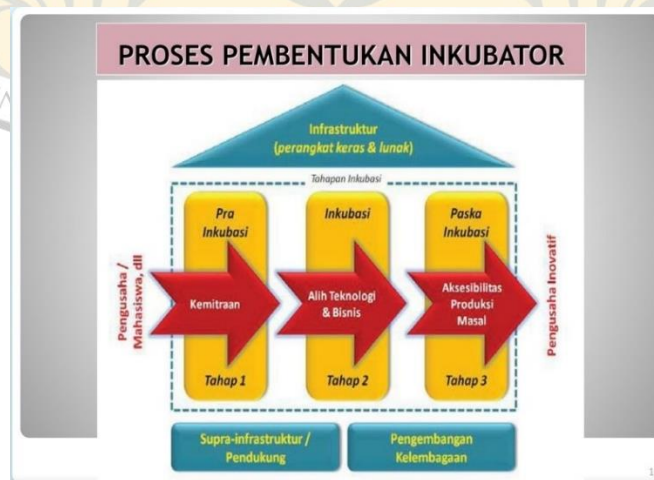 PROSES PEMBENTUKAN INKUBATOR
Infrastruktur
(perangkat keras & lunak)
Tahapan Inkubasi
Pra
Inkubasi
Inkubasi
Paska
Inkubasi
Pengusaha /
Mahasiswa, dll
Kemitraan
Alih Teknologi
& Bisnis
Aksesibilitas
Produksi
Masal
Pengusaha Inovatif
Tahap 1
Tahap 2
Tahap 3
Supra-infrastruktur /
Pendukung
Pengembangan
Kelembagaan